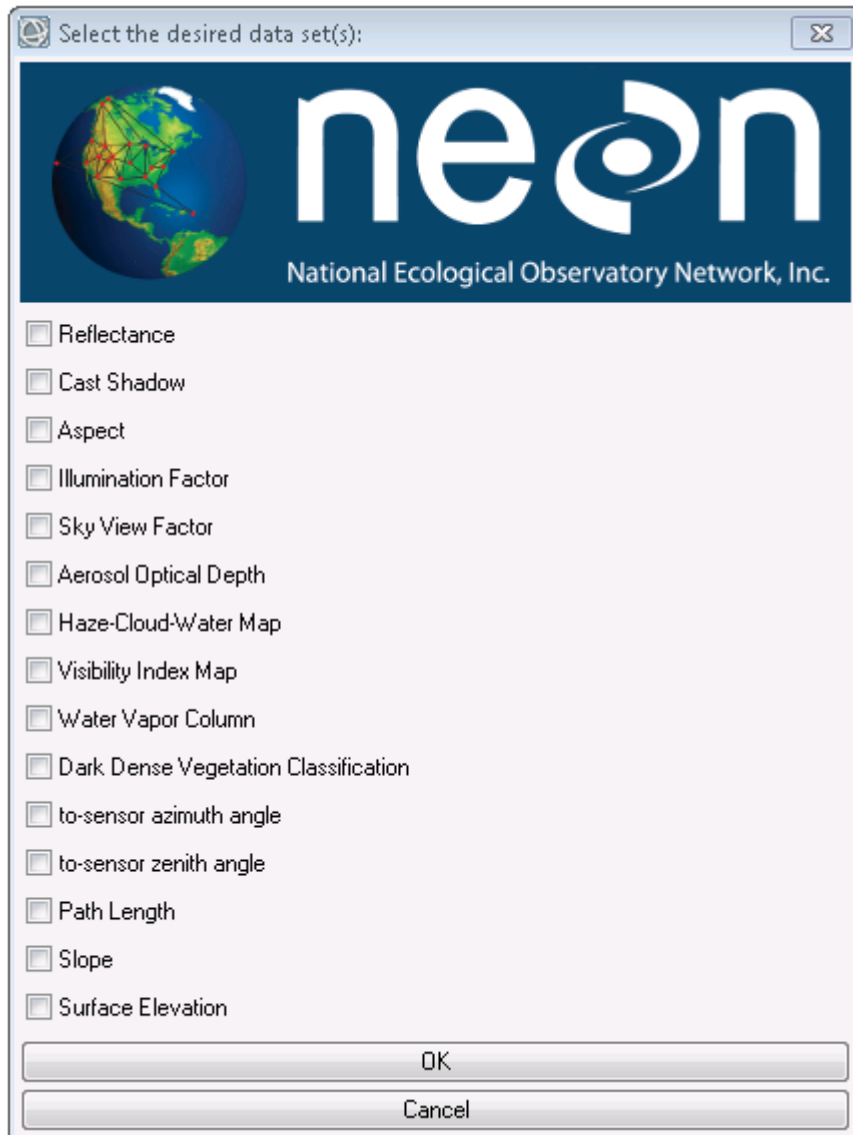 Select the desired data set(s):
neon
National Ecological Observatory Network, Inc.
Reflectance
Cast Shadow
Aspect
Illumination Factor
Sky View Factor
Aerosol Optical Depth
Haze-Cloud-Water Map
Visibility Index Map
Water Vapor Column
Dark Dense Vegetation Classification
to-sensor azimuth angle
to-sensor zenith angle
Path Length
Slope
Surface Elevation
OK
Cancel